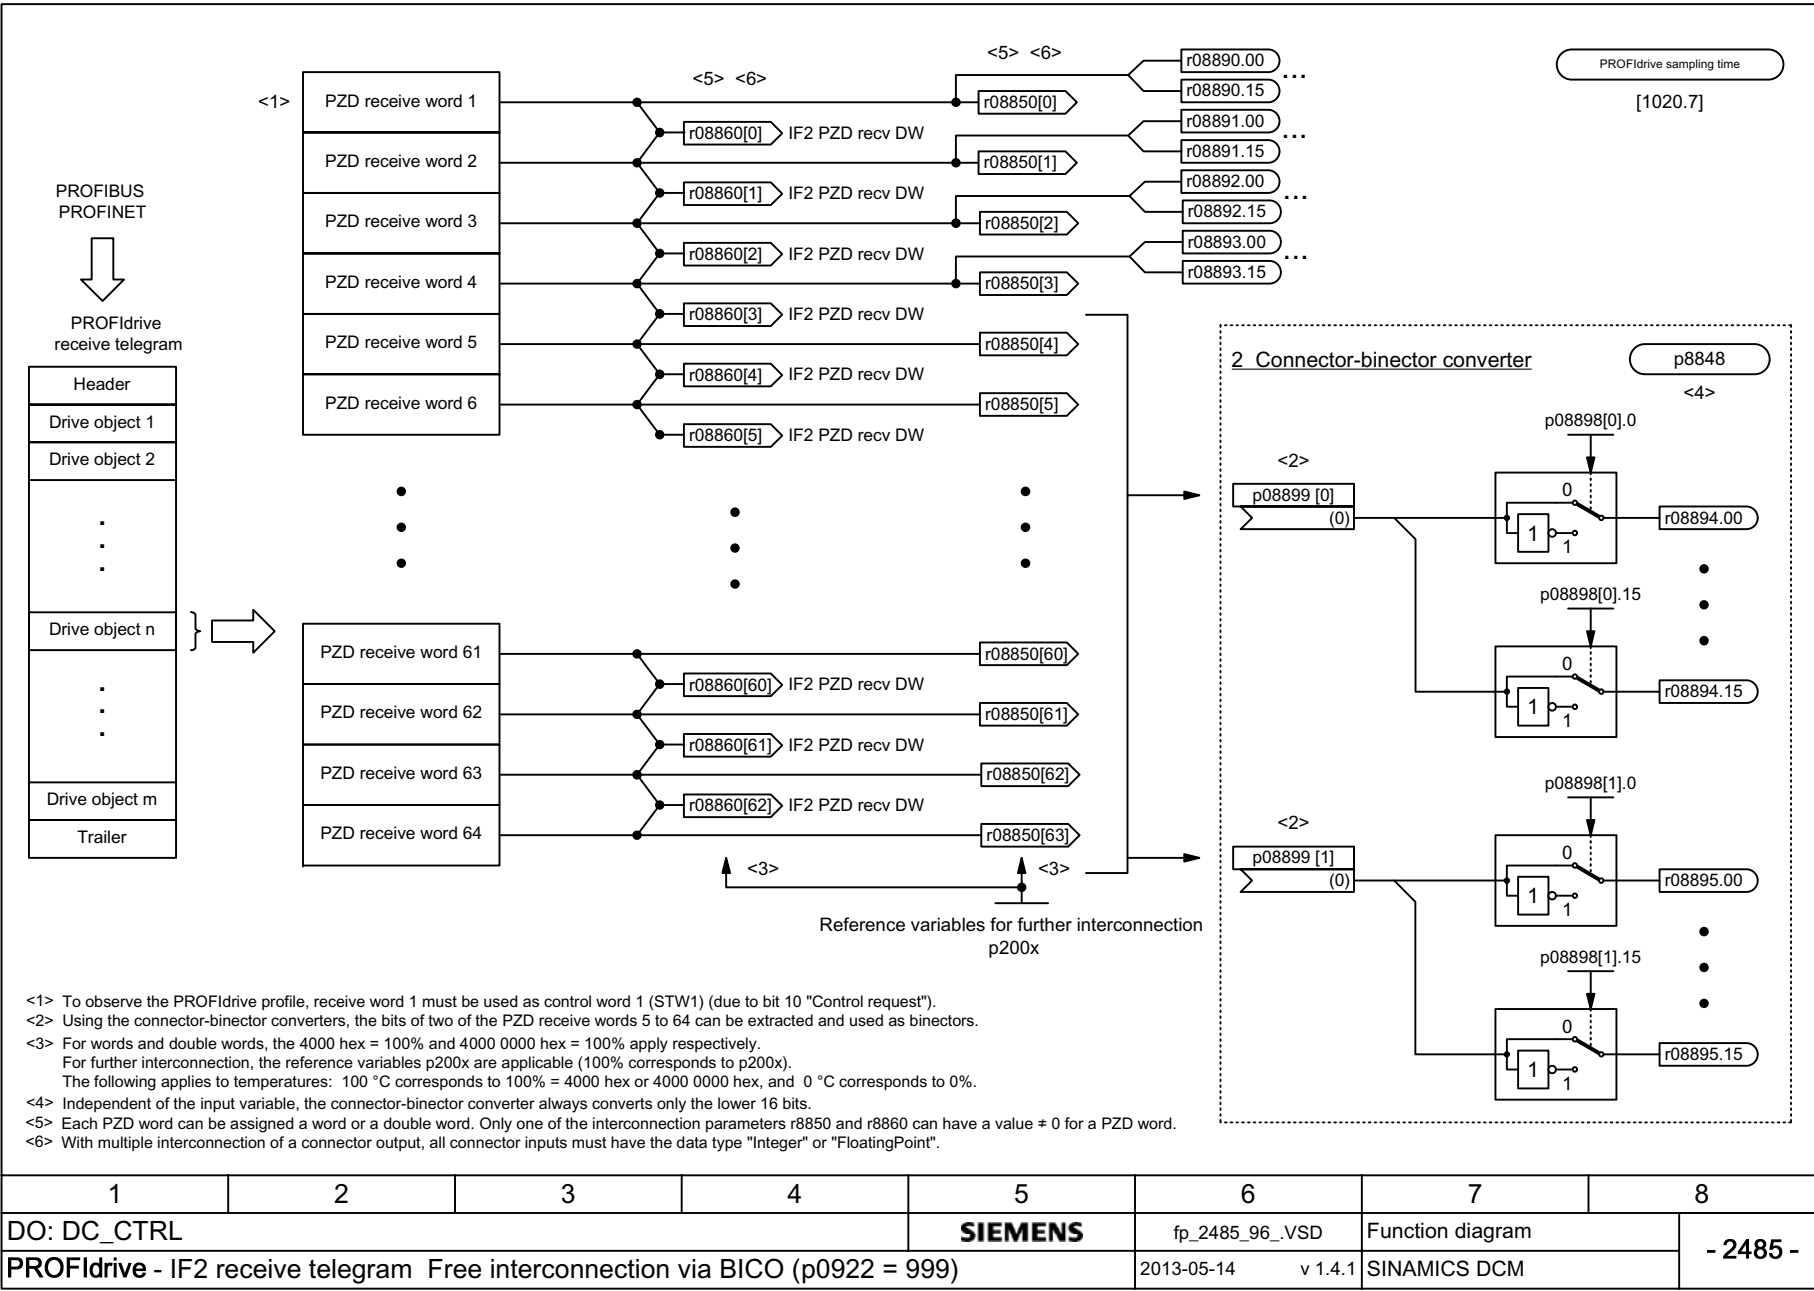 <5> <6>
<5> <6>
r08890.00
...
r08890.15
PROFIdrive sampling time
[1020.7]
<1>
PZD receive word 1
r08850[0]
r08860[0] IF2 PZD recv DW
r08891.00
...
r08891.15
PZD receive word 2
r08850[1]
r08860[1] IF2 PZD recv DW
r08892.00
...
r08892.15
PZD receive word 3
r08850[2]
r08860[2] IF2 PZD recv DW
r08893.00
...
r08893.15
PZD receive word 4
r08850[3]
r08860[3] IF2 PZD recv DW
PZD receive word 5
r08850[4]
r08860[4] IF2 PZD recv DW
PZD receive word 6
r08850[5]
r08860[5] IF2 PZD recv DW
PROFIBUS
PROFINET
PROFIdrive
receive telegram
Header
Drive object 1
Drive object 2
Drive object n
Drive object m
Trailer
PZD receive word 61
r08850[60]
r08860[60] IF2 PZD recv DW
PZD receive word 62
r08850[61]
r08860[61] IF2 PZD recv DW
PZD receive word 63
r08850[62]
r08860[62] IF2 PZD recv DW
PZD receive word 64
r08850[63]
<3>
<3>
Reference variables for further interconnection
p200x
2 Connector-binector converter
p8848
<4>
p08898[0].0
<2>
p08899 [0]
(0)
0
1
1
r08894.00
p08898[0].15
0
1
1
r08894.15
p08898[1].0
<2>
p08899 [1]
(0)
0
1
1
r08895.00
p08898[1].15
0
1
1
r08895.15
<1> To observe the PROFIdrive profile, receive word 1 must be used as control word 1 (STW1) (due to bit 10 "Control request").
<2> Using the connector-binector converters, the bits of two of the PZD receive words 5 to 64 can be extracted and used as binectors.
<3> For words and double words, the 4000 hex = 100% and 4000 0000 hex = 100% apply respectively.
For further interconnection, the reference variables p200x are applicable (100% corresponds to p200x).
The following applies to temperatures: 100 °C corresponds to 100% = 4000 hex or 4000 0000 hex, and 0 °C corresponds to 0%.
<4> Independent of the input variable, the connector-binector converter always converts only the lower 16 bits.
<5> Each PZD word can be assigned a word or a double word. Only one of the interconnection parameters r8850 and r8860 can have a value ≠ 0 for a PZD word.
<6> With multiple interconnection of a connector output, all connector inputs must have the data type "Integer" or "FloatingPoint".
1 2 3 4 5 6 7 8
DO: DC_CTRL
SIEMENS
fp_2485_96_.VSD
Function diagram
- 2485 -
PROFIdrive - IF2 receive telegram Free interconnection via BICO (p0922 = 999)
2013-05-14 v 1.4.1
SINAMICS DCM